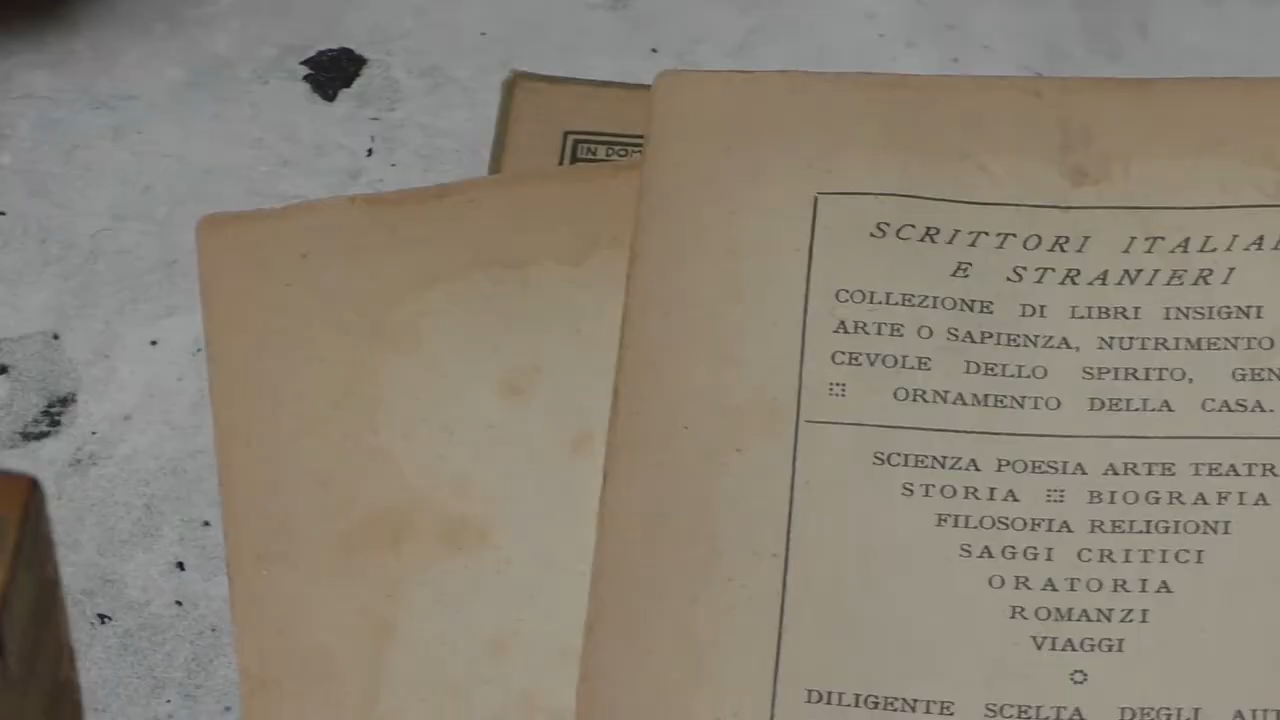 IN DOM
SCRITTORI ITALIA
E STRANIERI
COLLEZIONE DI LIBRI INSIGNI
ARTE O SAPIENZA, NUTRIMENTO
CEVOLE DELLO SPIRITO, GEN
ORNAMENTO DELLA CASA.
SCIENZA POESIA ARTE TEATR
STORIA BIOGRAFIA
FILOSOFIA RELIGIONI
SAGGI CRITICI
ORATORIA
ROMANZI
VIAGGI
DILIGENTE SCELTA DEGLI AUT